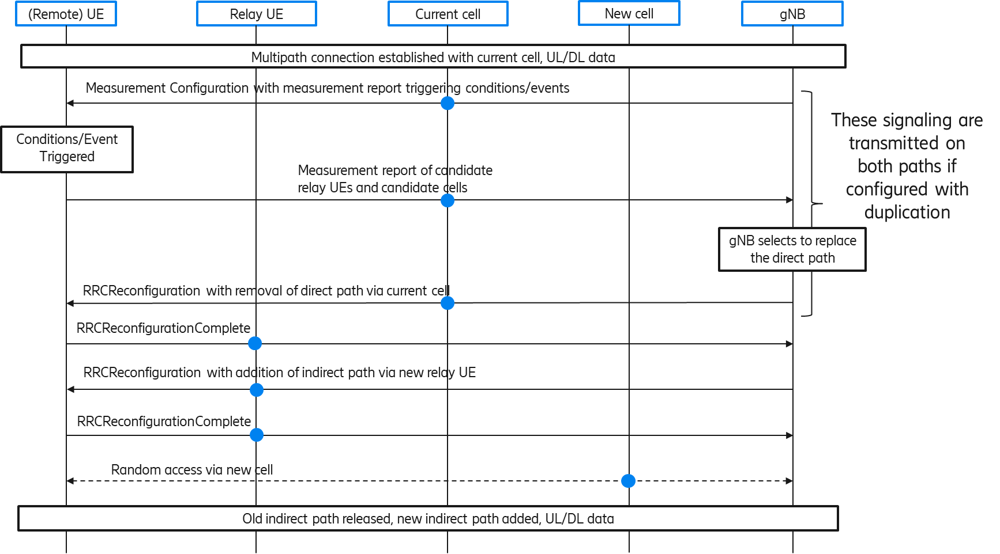 (Remote) UE
Relay UE
Current cell
New cell
gNB
Multipath connection established with current cell, UL/DL data
Measurement Configuration with measurement report triggering conditions/events
These signaling are
transmitted on
both paths if
configured with
duplication
Conditions/Event
Triggered
Measurement report of candidate
relay UEs and candidate cells
gNB selects to replace
the direct path
RRCReconfiguration with removal of direct path via current cell
RRCReconfigurationComplete
RRCReconfiguration with addition of indirect path via new relay UE
RRCReconfigurationComplete
Random access via new cell
Old indirect path released, new indirect path added, UL/DL data